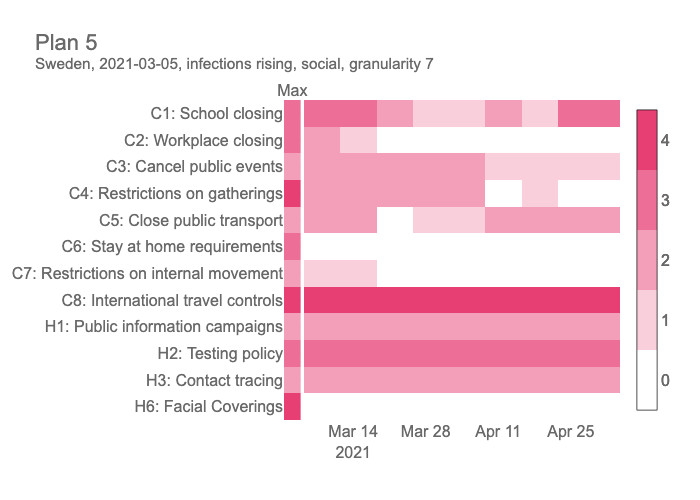 Plan 5
Sweden, 2021-03-05, infections rising, social, granularity 7
Max
C1: School closing
C2: Workplace closing
C3: Cancel public events
C4: Restrictions on gatherings
C5: Close public transport
C6: Stay at home requirements
C7: Restrictions on internal movement
C8: International travel controls
H1: Public information campaigns
H2: Testing policy
H3: Contact tracing
H6: Facial Coverings
4
3
2
1
0
Mar 14 Mar 28 Apr 11 Apr 25
2021